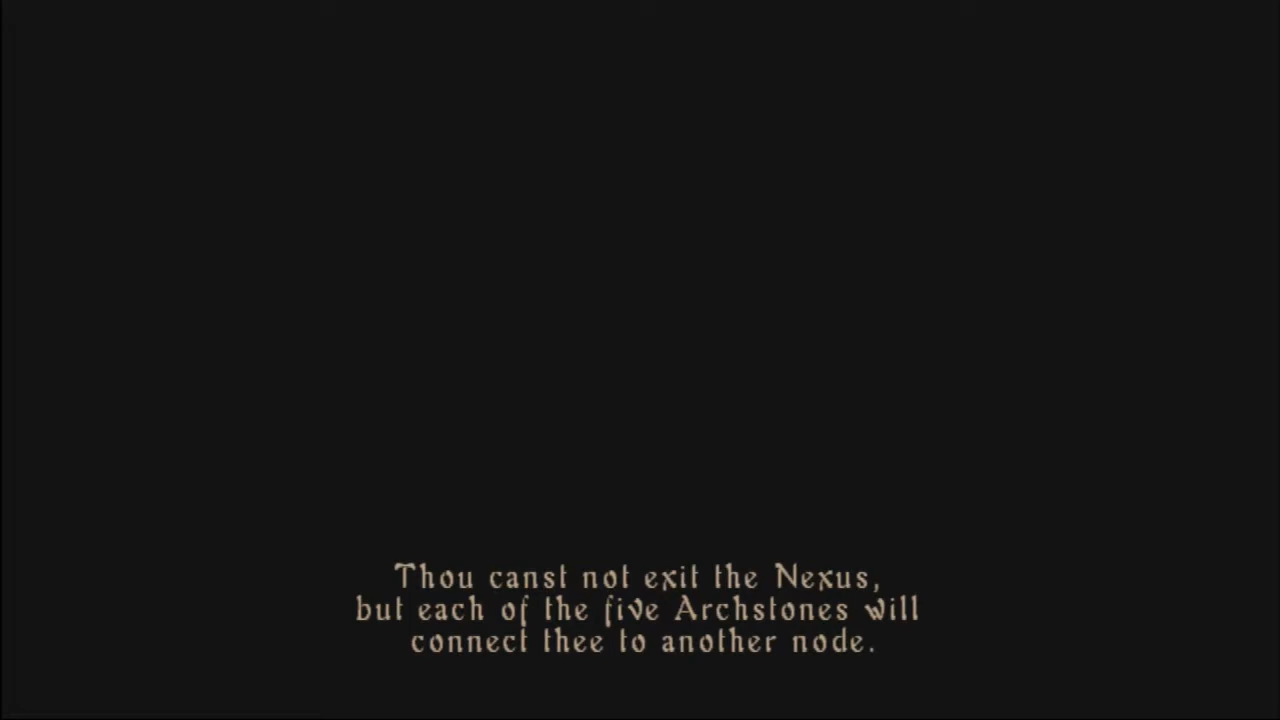 Thou canst not exit the Nexus,
but each of the five Archstones will
connect thee to another node.